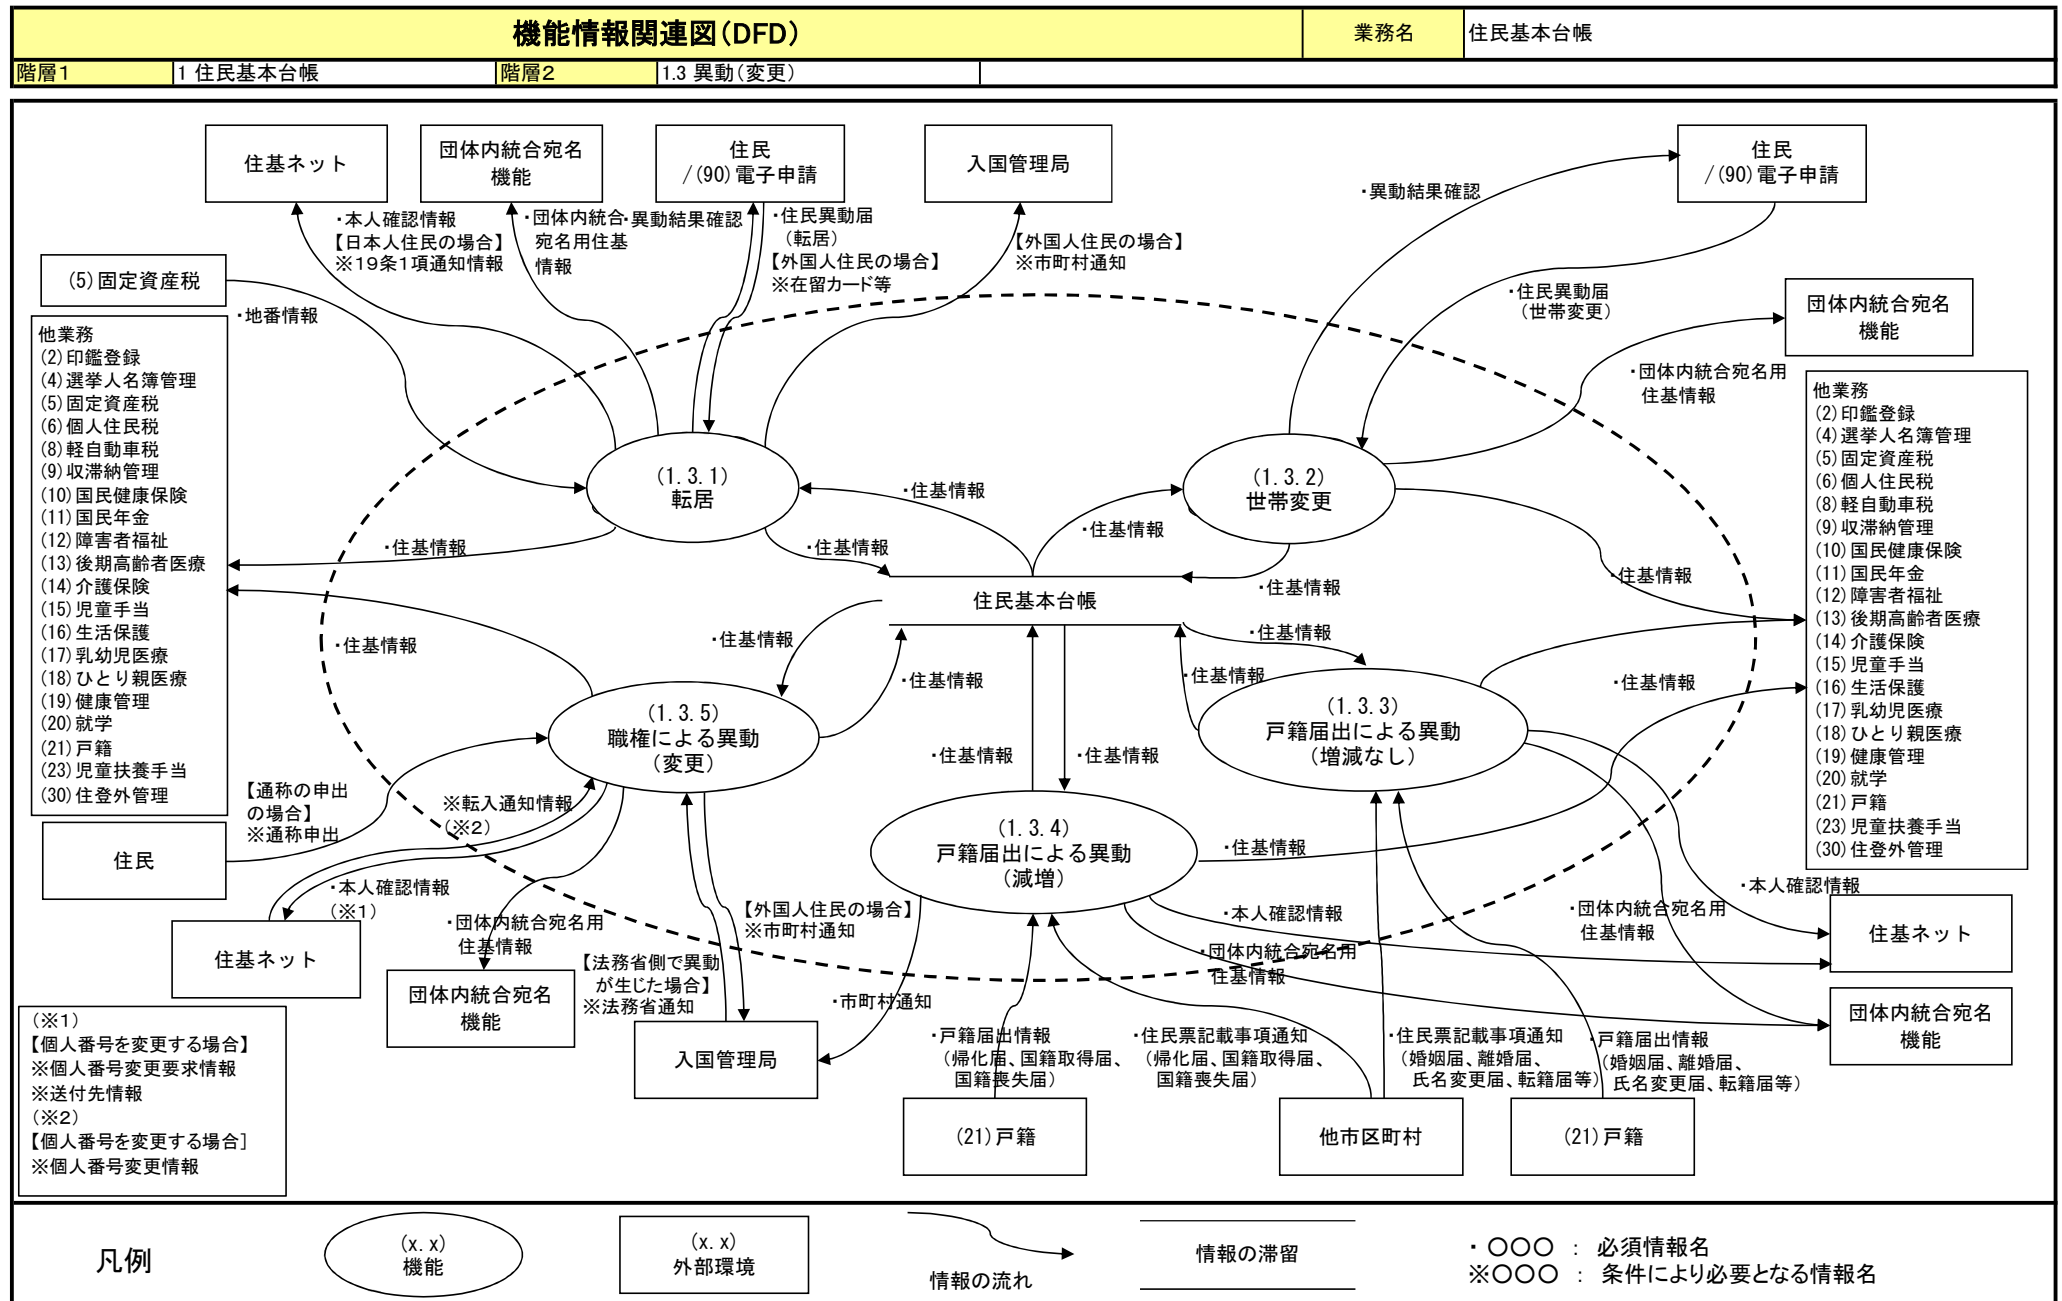 機能情報関連図(DFD)
業務名
住民基本台帳
階層1
1 住民基本台帳
階層2
1.3 異動(変更)
住基ネット
団体内統合宛名
機能
住民
/(90)電子申請
入国管理局
住民
/(90)電子申請
・本人確認情報
【日本人住民の場合】
※19条1項通知情報
・団体内統合
宛名用住基
情報
・異動結果確認
・住民異動届
(転居)
【外国人住民の場合】
※在留カード等
【外国人住民の場合】
※市町村通知
・異動結果確認
・住民異動届
(世帯変更)
(5)固定資産税
・地番情報
団体内統合宛名
機能
・団体内統合宛名用
住基情報
他業務
(2)印鑑登録
(4)選挙人名簿管理
(5)固定資産税
(6)個人住民税
(8)軽自動車税
(9)収滞納管理
(10)国民健康保険
(11)国民年金
(12)障害者福祉
(13)後期高齢者医療
(14)介護保険
(15)児童手当
(16)生活保護
(17)乳幼児医療
(18)ひとり親医療
(19)健康管理
(20)就学
(21)戸籍
(23)児童扶養手当
(30)住登外管理
他業務
(2)印鑑登録
(4)選挙人名簿管理
(5)固定資産税
(6)個人住民税
(8)軽自動車税
(9)収滞納管理
(10)国民健康保険
(11)国民年金
(12)障害者福祉
(13)後期高齢者医療
(14)介護保険
(15)児童手当
(16)生活保護
(17)乳幼児医療
(18)ひとり親医療
(19)健康管理
(20)就学
(21)戸籍
(23)児童扶養手当
(30)住登外管理
(1.3.1)
転居
(1.3.2)
世帯変更
・住基情報
・住基情報
・住基情報
・住基情報
・住基情報
・住基情報
住民基本台帳
・住基情報
・住基情報
・住基情報
・住基情報
・住基情報
・住基情報
(1.3.5)
職権による異動
(変更)
(1.3.3)
戸籍届出による異動
(増減なし)
・住基情報
・住基情報
(1.3.4)
戸籍届出による異動
(減増)
・住基情報
住民
【通称の申出
の場合】
※通称申出
※転入通知情報
(※2)
・本人確認情報
(※1)
・団体内統合宛名用
住基情報
【外国人住民の場合】
※市町村通知
【法務省側で異動
が生じた場合】
※法務省通知
・市町村通知
・本人確認情報
・団体内統合宛名用
住基情報
・本人確認情報
・団体内統合宛名用
住基情報
住基ネット
団体内統合宛名
機能
入国管理局
住基ネット
団体内統合宛名
機能
・戸籍届出情報
(帰化届、国籍取得届、
国籍喪失届)
・住民票記載事項通知
(帰化届、国籍取得届、
国籍喪失届)
・住民票記載事項通知
(婚姻届、離婚届、
氏名変更届、転籍届等)
・戸籍届出情報
(婚姻届、離婚届、
氏名変更届、転籍届等)
(21)戸籍
他市区町村
(21)戸籍
(※1)
【個人番号を変更する場合】
※個人番号変更要求情報
※送付先情報
(※2)
【個人番号を変更する場合]
※個人番号変更情報
凡例
(x.x)
機能
(x.x)
外部環境
情報の流れ
情報の滞留
・ 〇〇〇 : 必須情報名
※〇〇〇 : 条件により必要となる情報名